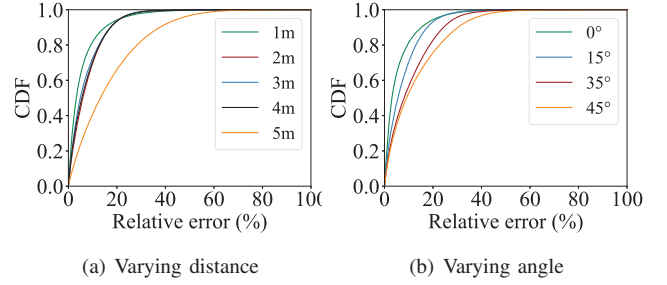 1.0
0.8
0.6
0.4
0.2
0.0
CDF
1m
2m
3m
4m
5m
0 20 40 60 80 100
Relative error (%)
(a) Varying distance
1.0
0.8
0.6
0.4
0.2
0.0
CDF
0°
15°
35°
45°
0 20 40 60 80 100
Relative error (%)
(b) Varying angle